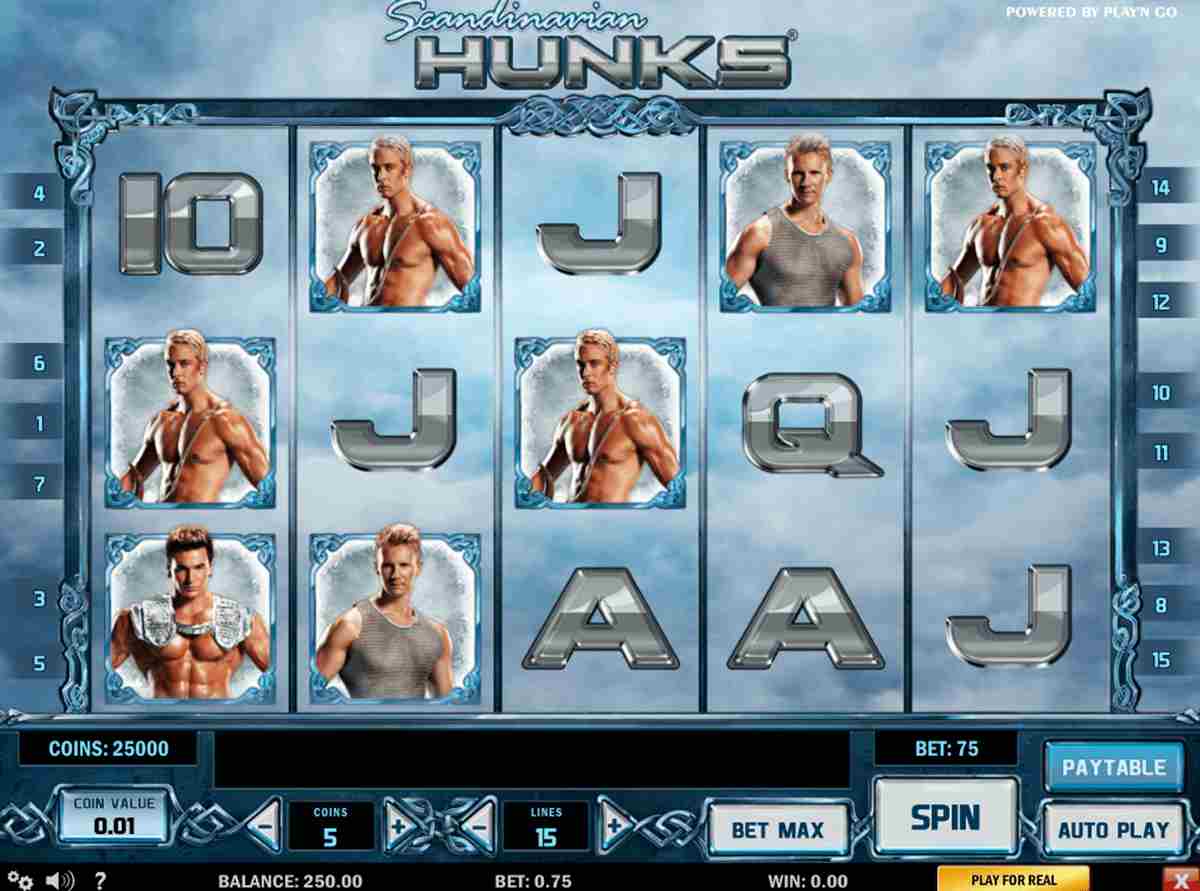 Scandinavian
HUNKS®
POWERED BY PLAY'N GO
10 J
4 14
2 9
12
6 10
1 J Q J
7 11
13
3 A A J 8
5 15
COINS: 25000
BET: 75
PAYTABLE
COIN VALUE
0.01
- COINS
5 +
- LINES
15 +
BET MAX
SPIN
AUTO PLAY
? BALANCE: 250.00 BET: 0.75 WIN: 0.00 PLAY FOR REAL X